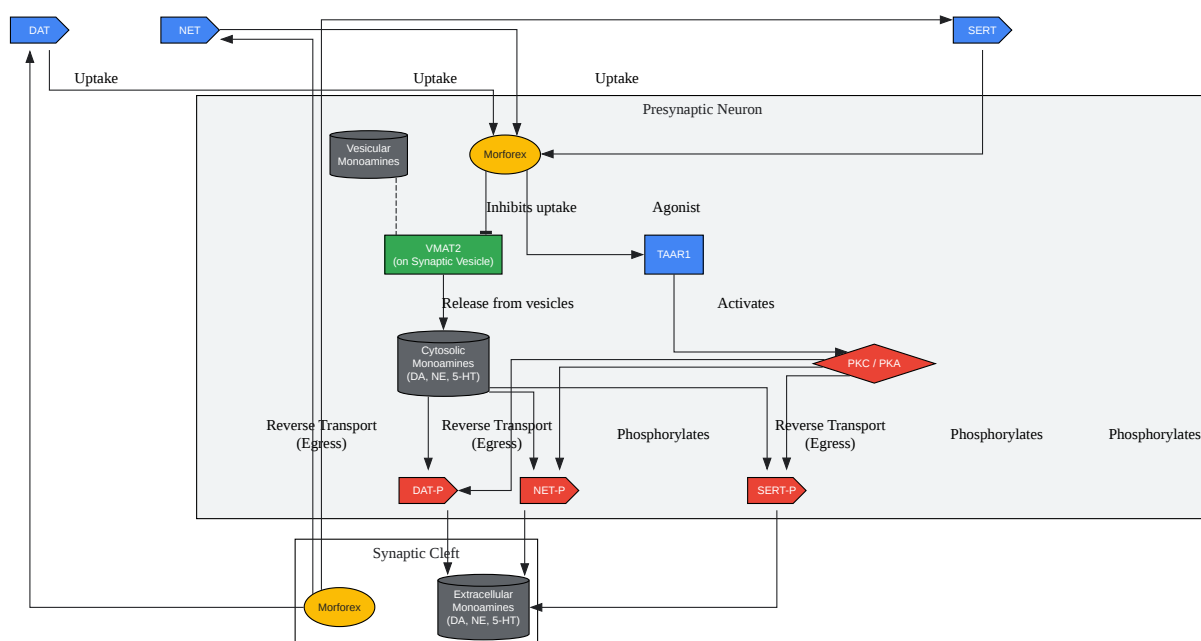 DAT
NET
SERT
Uptake
Uptake
Uptake
Presynaptic Neuron
Vesicular
Monoamines
Morforex
Inhibits uptake
Agonist
VMAT2
(on Synaptic Vesicle)
TAAR1
Release from vesicles
Activates
Cytosolic
Monoamines
(DA, NE, 5-HT)
PKC / PKA
Reverse Transport
(Egress)
Reverse Transport
(Egress)
Phosphorylates
Reverse Transport
(Egress)
Phosphorylates
Phosphorylates
DAT-P
NET-P
SERT-P
Synaptic Cleft
Morforex
Extracellular
Monoamines
(DA, NE, 5-HT)